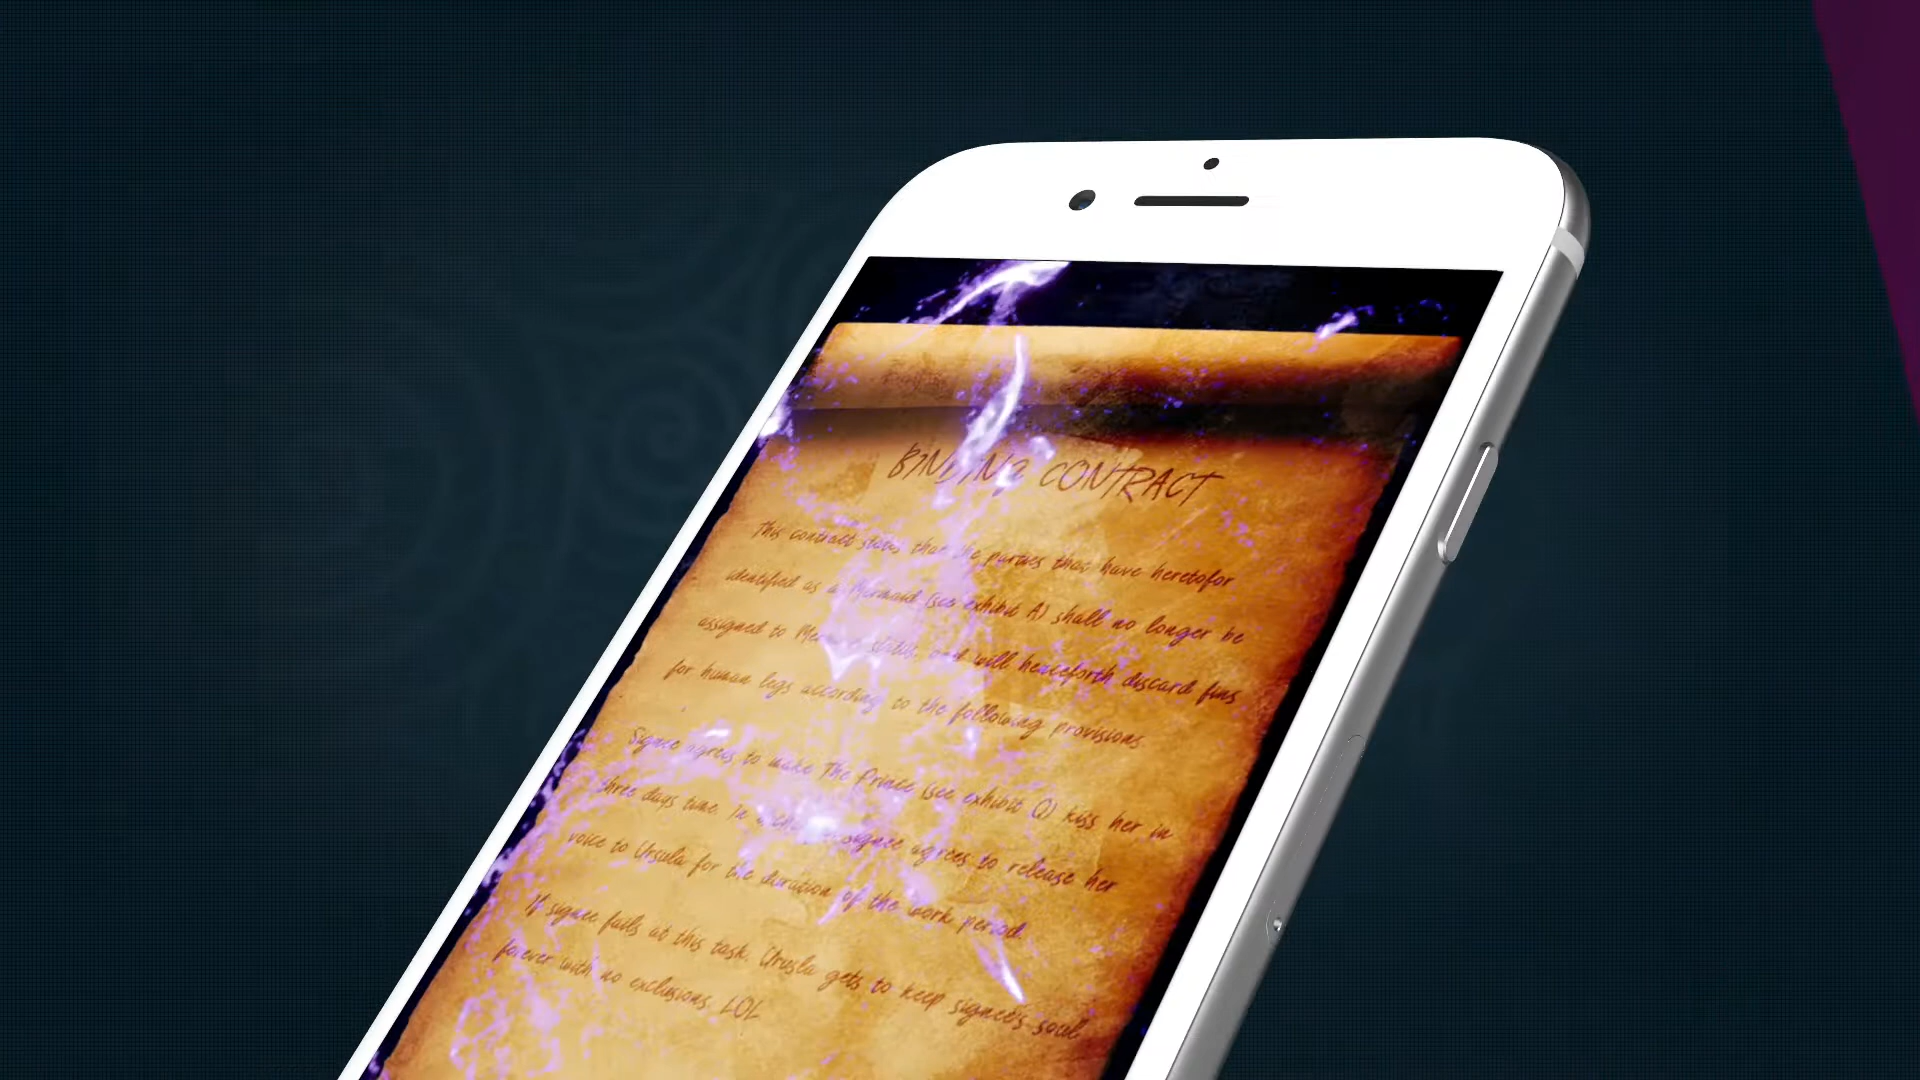 BINDING CONTRACT
This contract states that the parties that have heretofor
identified as a Mermaid (see exhibit A) shall no longer be
assigned to Mermaid status, and will henceforth discard fins
for human legs according to the following provisions.
Signee agrees to make The Prince (see exhibit Q) kiss her in
three days time. In exchange signee agrees to release her
voice to Ursula for the duration of the work period.
If signee fails at this task, Urusla gets to keep signee's soul
forever with no exclusions. LOL